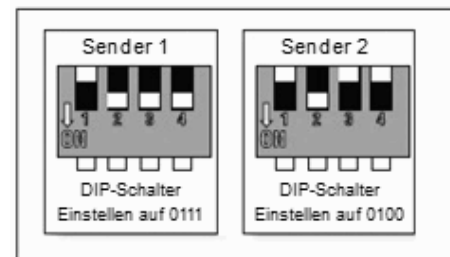 Sender 1
1 2 3 4
ON
DIP-Schalter
Einstellen auf 0111
Sender 2
1 2 3 4
ON
DIP-Schalter
Einstellen auf 0100